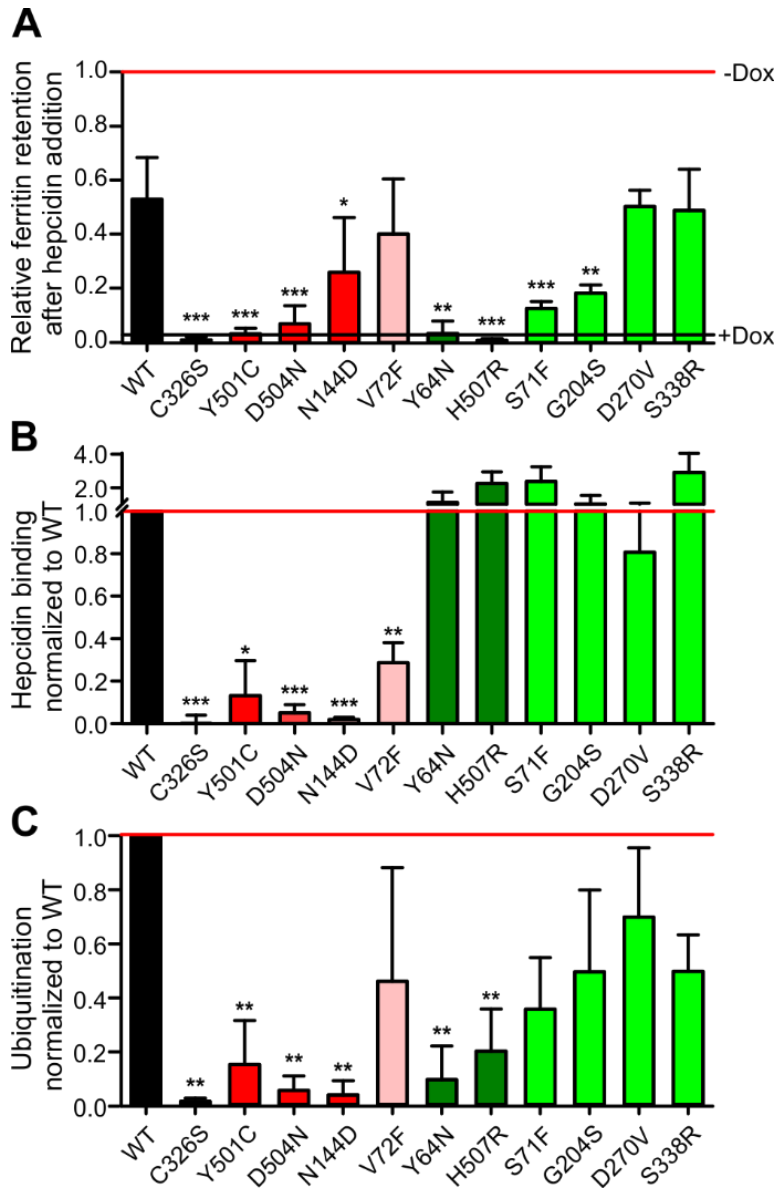 A
Relative ferritin retention
after hepcidin addition
1.0
0.8
0.6
0.4
0.2
0.0
-Dox
+Dox
***
***
***
*
**
***
***
**
WT
C326S
Y501C
D504N
N144D
V72F
Y64N
H507R
S71F
G204S
D270V
S338R
B
Hepcidin binding
normalized to WT
4.0
2.0
1.0
0.8
0.6
0.4
0.2
0.0
***
*
***
***
**
WT
C326S
Y501C
D504N
N144D
V72F
Y64N
H507R
S71F
G204S
D270V
S338R
C
Ubiquitination
normalized to WT
1.0
0.8
0.6
0.4
0.2
0.0
**
**
**
**
**
**
WT
C326S
Y501C
D504N
N144D
V72F
Y64N
H507R
S71F
G204S
D270V
S338R